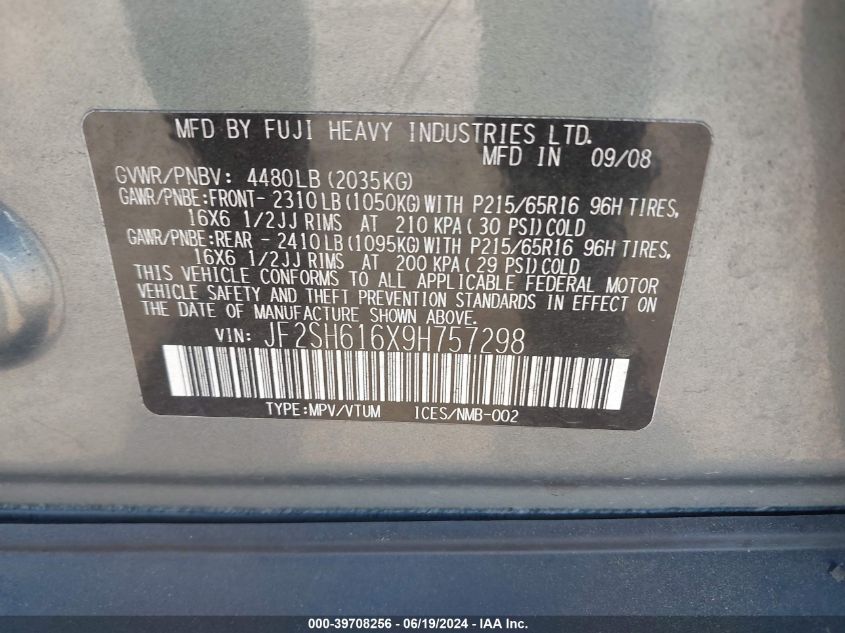 MFD BY FUJI HEAVY INDUSTRIES LTD.
MFD IN 09/08
GVWR/PNBV: 4480LB(2035KG)
GAWR/PNBE:FRONT- 2310LB(1050KG)WITH P215/65R16 96H TIRES,
16X6 1/2JJ RIMS AT 210 KPA(30 PSI)COLD
GAWR/PNBE:REAR - 2410LB(1095KG)WITH P215/65R16 96H TIRES,
16X6 1/2JJ RIMS AT 200 KPA(29 PSI)COLD
THIS VEHICLE CONFORMS TO ALL APPLICABLE FEDERAL MOTOR
VEHICLE SAFETY AND THEFT PREVENTION STANDARDS IN EFFECT ON
THE DATE OF MANUFACTURE SHOWN ABOVE.
VIN: JF2SH616X9H757298
TYPE:MPV/VTUM ICES/NMB-002
000-39708256 - 06/19/2024 - IAA Inc.